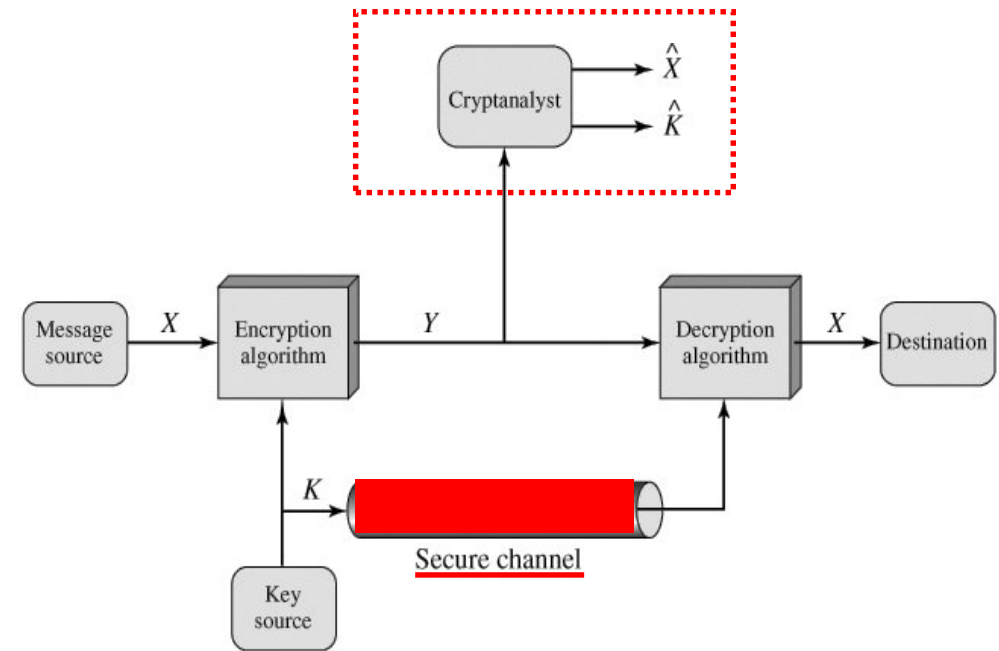 X̂
Cryptanalyst
K̂
Message
source
X
Encryption
algorithm
Y
Decryption
algorithm
X
Destination
K
Secure channel
Key
source